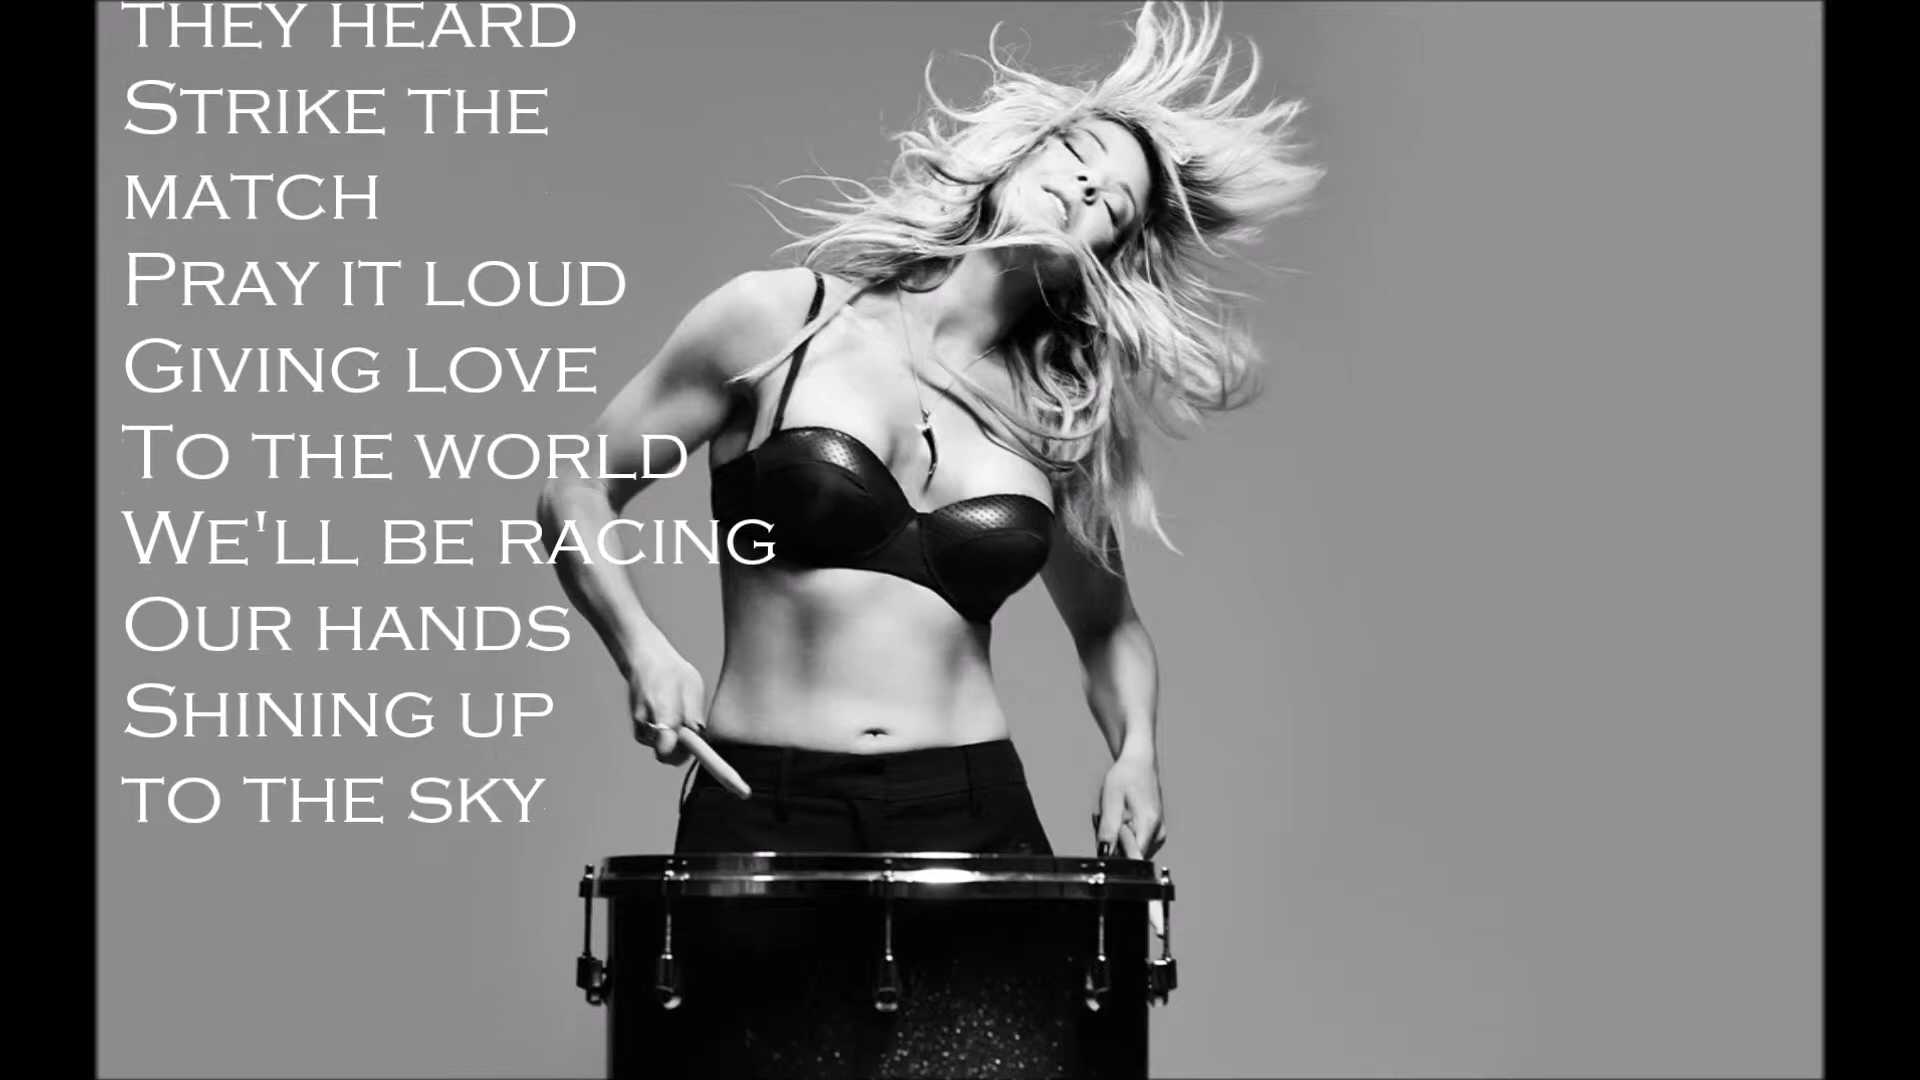 THEY HEARD
STRIKE THE
MATCH
PRAY IT LOUD
GIVING LOVE
TO THE WORLD
WE'LL BE RACING
OUR HANDS
SHINING UP
TO THE SKY